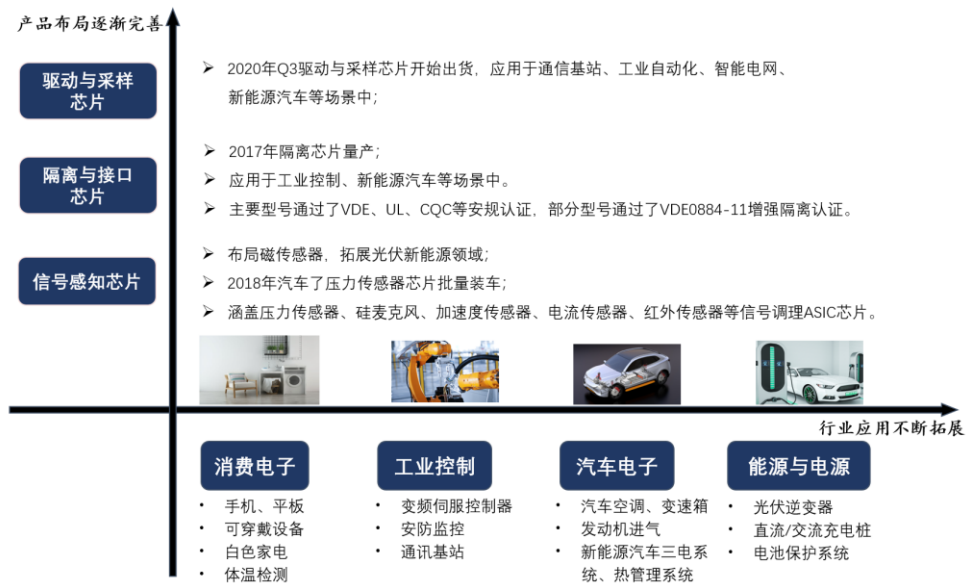 产品布局逐渐完善
驱动与采样
芯片
➢ 2020年Q3驱动与采样芯片开始出货，应用于通信基站、工业自动化、智能电网、
新能源汽车等场景中；
隔离与接口
芯片
➢ 2017年隔离芯片量产；
➢ 应用于工业控制、新能源汽车等场景中。
➢ 主要型号通过了VDE、UL、CQC等安规认证，部分型号通过了VDE0884-11增强隔离认证。
信号感知芯片
➢ 布局磁传感器，拓展光伏新能源领域；
➢ 2018年汽车了压力传感器芯片批量装车；
➢ 涵盖压力传感器、硅麦克风、加速度传感器、电流传感器、红外传感器等信号调理ASIC芯片。
行业应用不断拓展
消费电子
• 手机、平板
• 可穿戴设备
• 白色家电
• 体温检测
工业控制
• 变频伺服控制器
• 安防监控
• 通讯基站
汽车电子
• 汽车空调、变速箱
• 发动机进气
• 新能源汽车三电系
统、热管理系统
能源与电源
• 光伏逆变器
• 直流/交流充电桩
• 电池保护系统